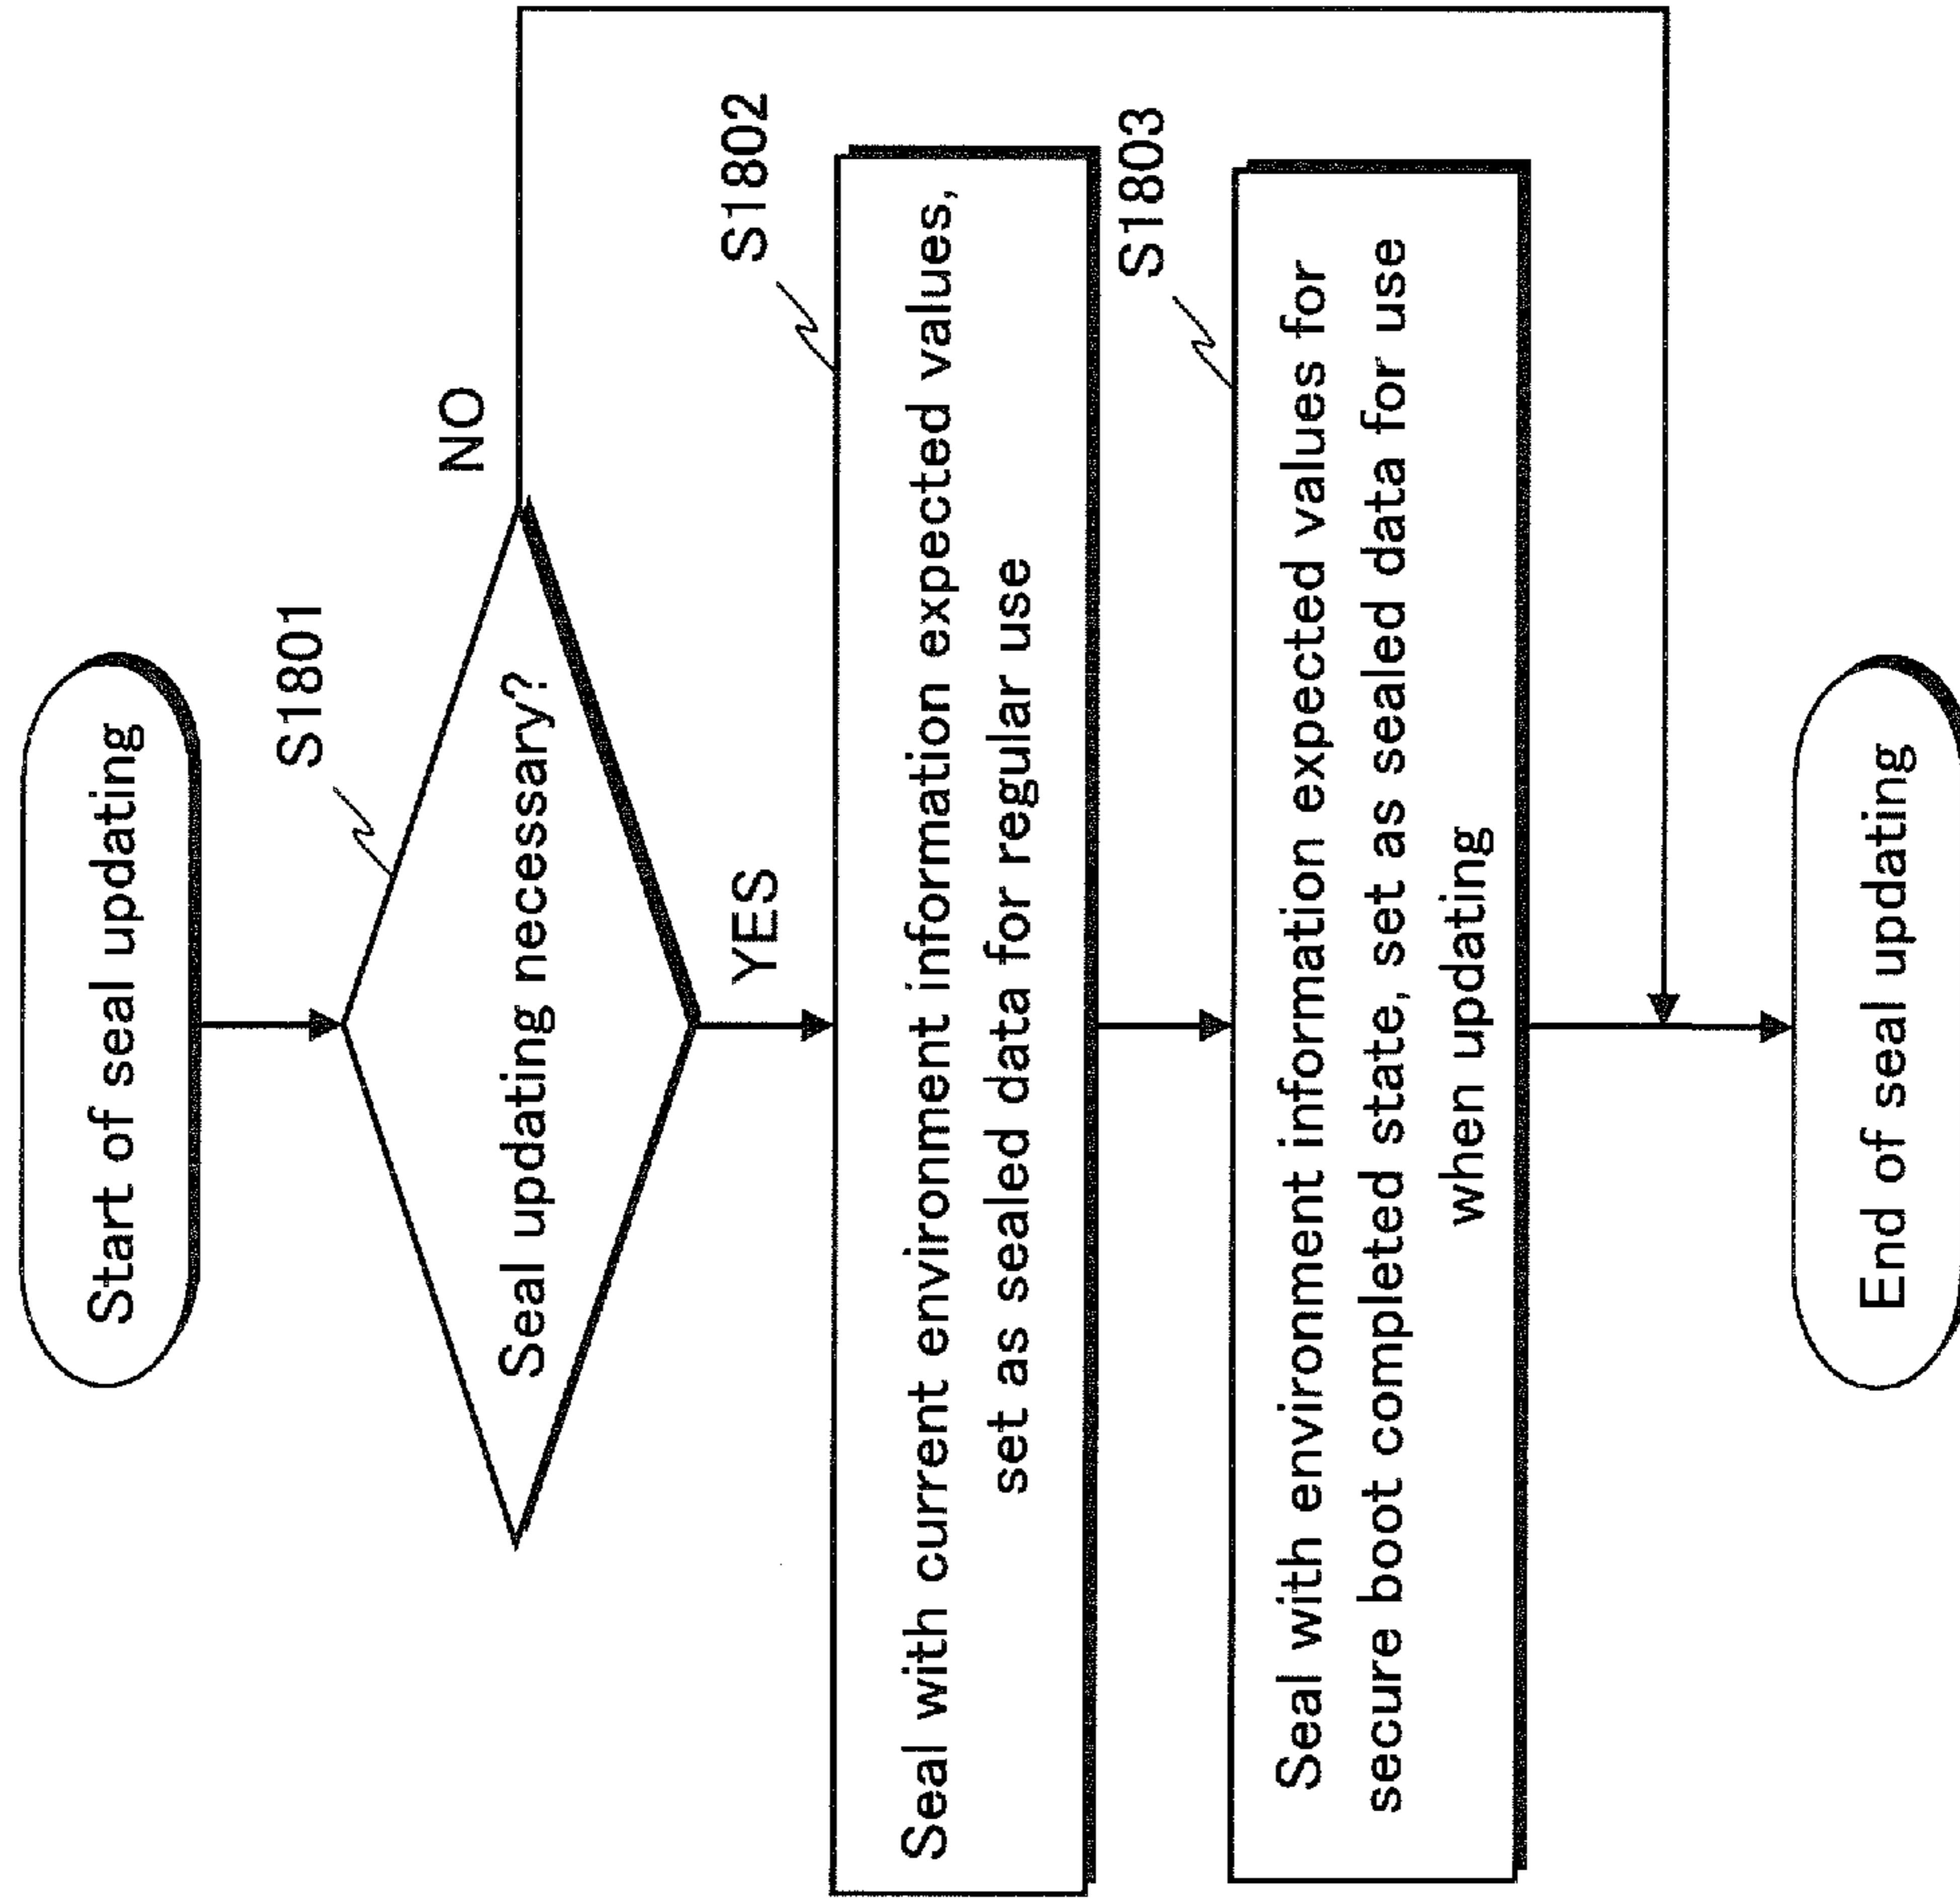 Start of seal updating
S1801
Seal updating necessary?
NO
YES
S1802
Seal with current environment information expected values,
set as sealed data for regular use
S1803
Seal with environment information expected values for
secure boot completed state, set as sealed data for use
when updating
End of seal updating